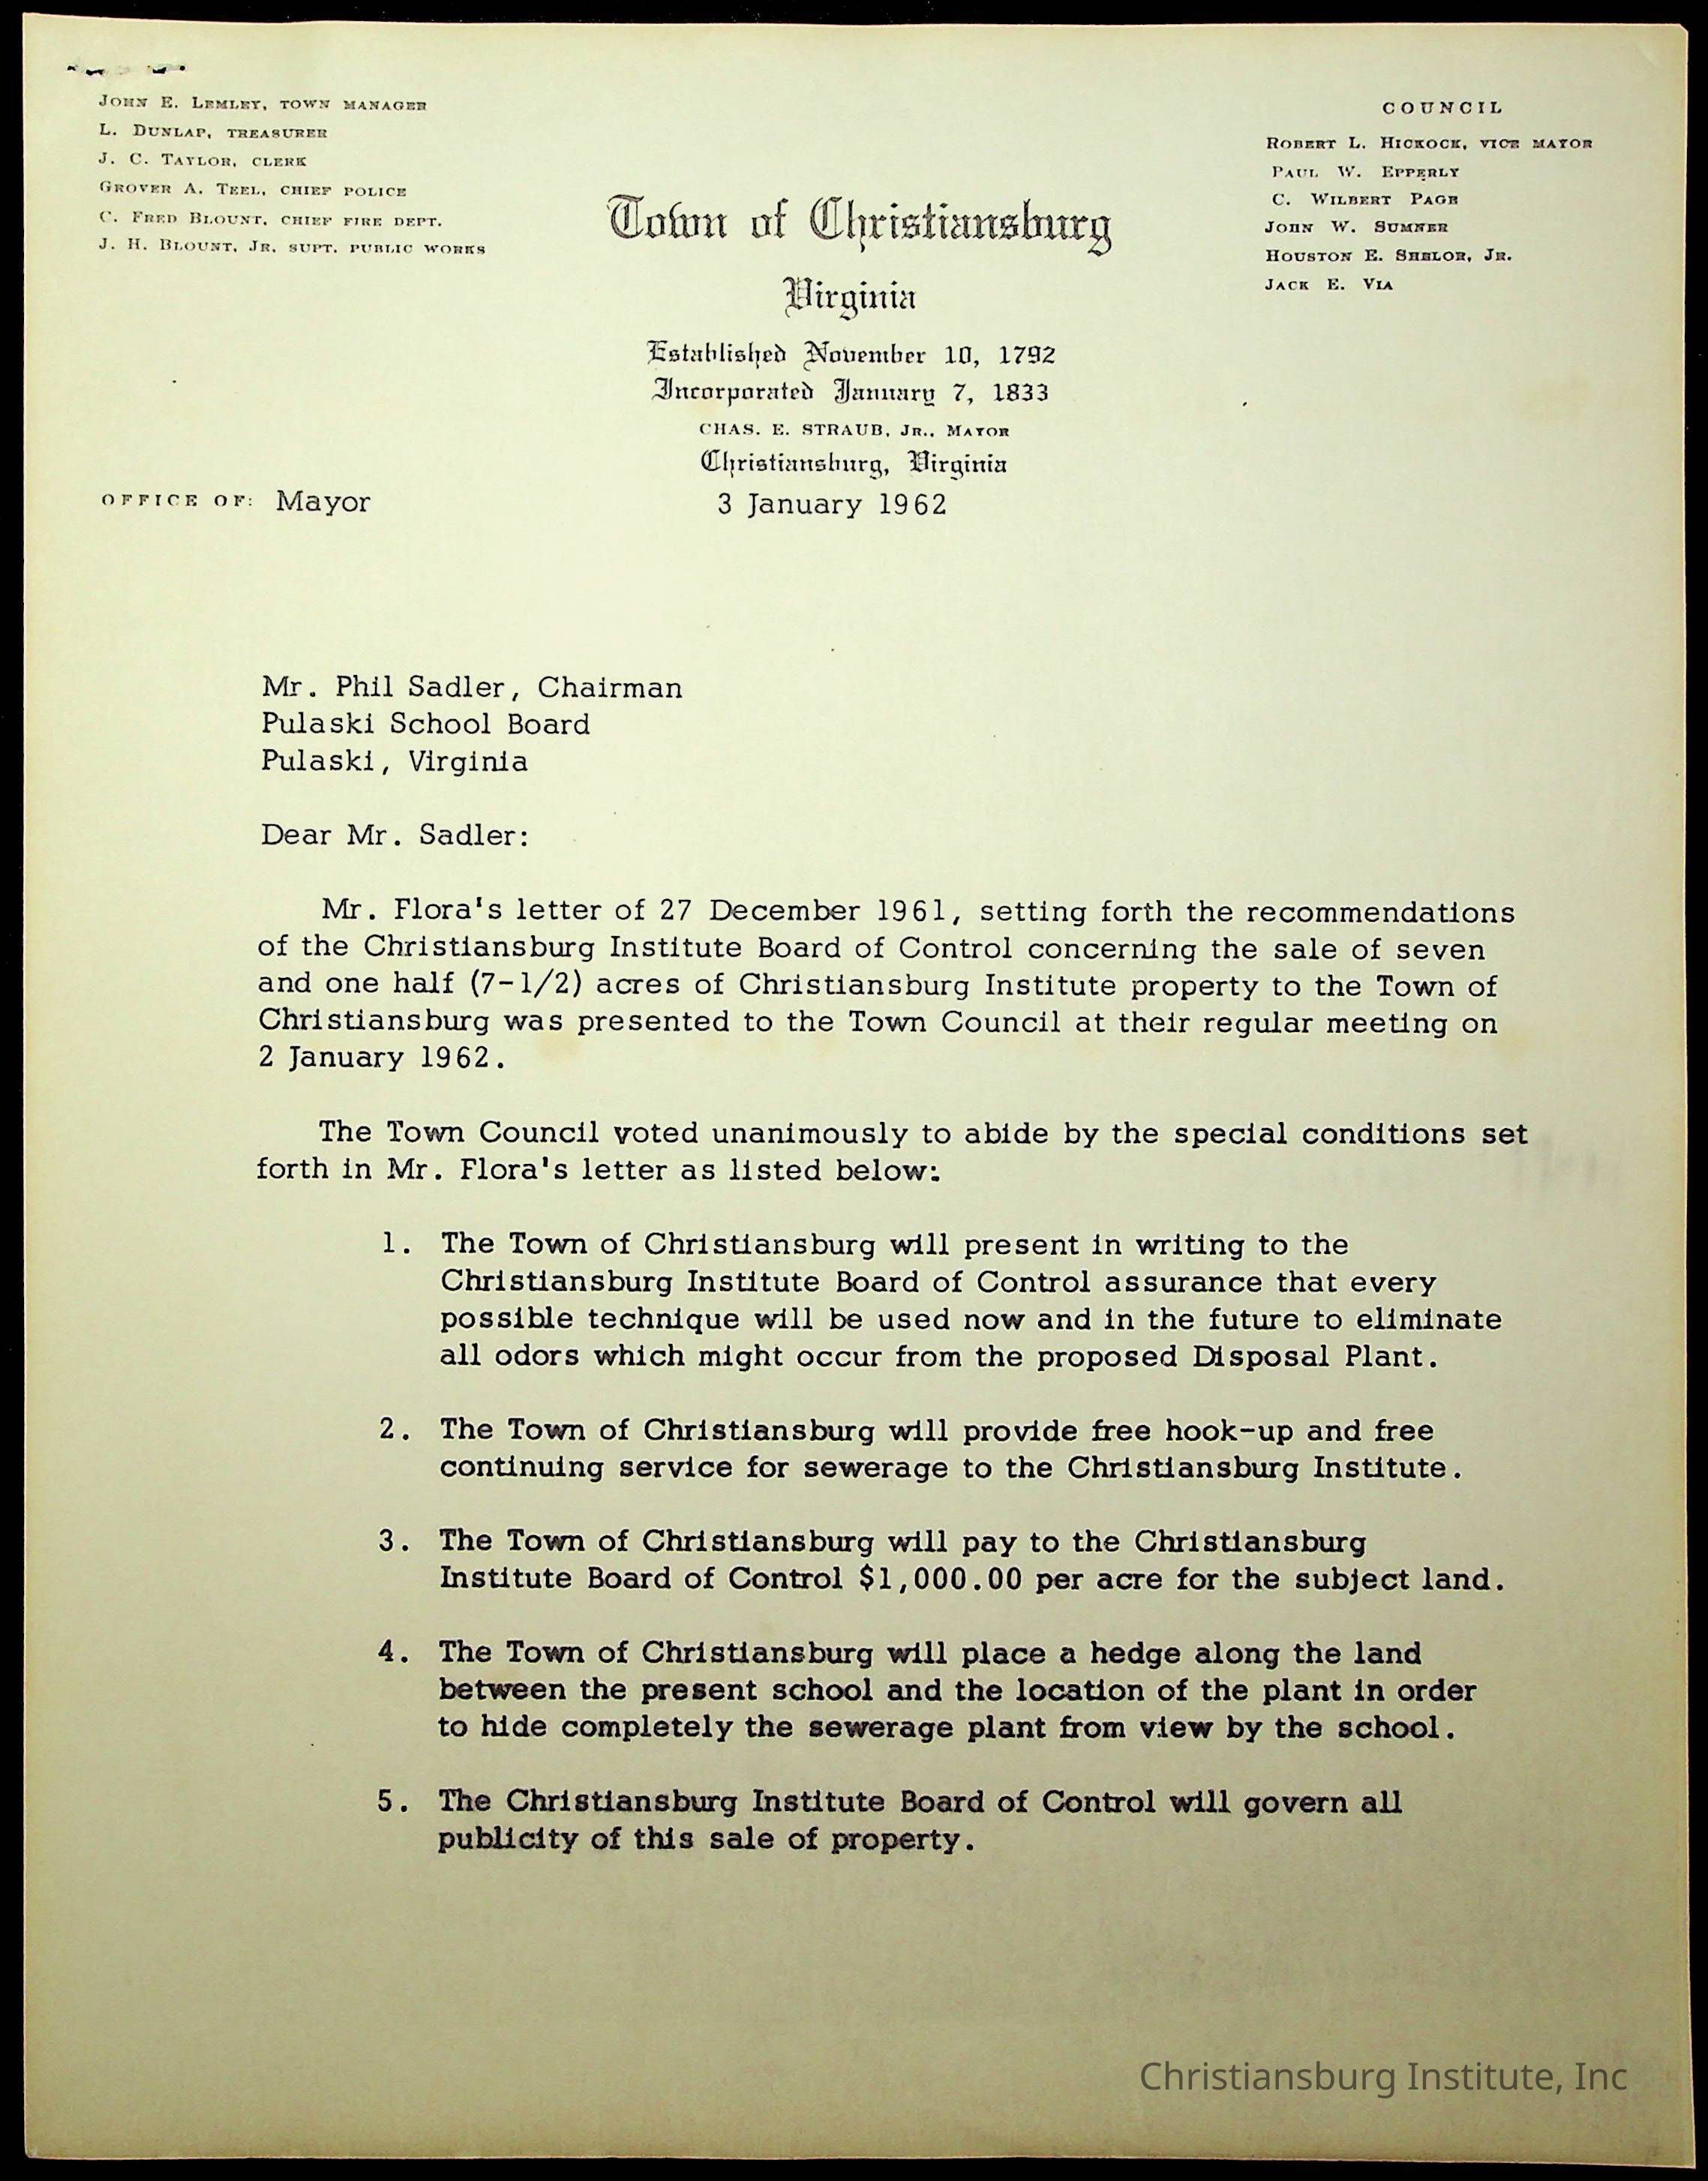 John E. Lemley, Town Manager
L. Dunlap, Treasurer
J. C. Taylor, Clerk
Grover A. Teel, Chief Police
C. Fred Blount, Chief Fire Dept.
J. H. Blount, Jr. Supt. Public Works
COUNCIL
Robert L. Hickock, Vice Mayor
Paul W. Epperly
C. Wilbert Page
John W. Sumner
Houston E. Shelor, Jr.
Jack E. Via
Town of Christiansburg
Virginia
Established November 10, 1792
Incorporated January 7, 1833
CHAS. E. STRAUB, Jr., Mayor
Christiansburg, Virginia
OFFICE OF: Mayor
3 January 1962
Mr. Phil Sadler, Chairman
Pulaski School Board
Pulaski, Virginia
Dear Mr. Sadler:
Mr. Flora's letter of 27 December 1961, setting forth the recommendations
of the Christiansburg Institute Board of Control concerning the sale of seven
and one half (7-1/2) acres of Christiansburg Institute property to the Town of
Christiansburg was presented to the Town Council at their regular meeting on
2 January 1962.
The Town Council voted unanimously to abide by the special conditions set
forth in Mr. Flora's letter as listed below:
1. The Town of Christiansburg will present in writing to the
Christiansburg Institute Board of Control assurance that every
possible technique will be used now and in the future to eliminate
all odors which might occur from the proposed Disposal Plant.
2. The Town of Christiansburg will provide free hook-up and free
continuing service for sewerage to the Christiansburg Institute.
3. The Town of Christiansburg will pay to the Christiansburg
Institute Board of Control $1,000.00 per acre for the subject land.
4. The Town of Christiansburg will place a hedge along the land
between the present school and the location of the plant in order
to hide completely the sewerage plant from view by the school.
5. The Christiansburg Institute Board of Control will govern all
publicity of this sale of property.
Christiansburg Institute, Inc